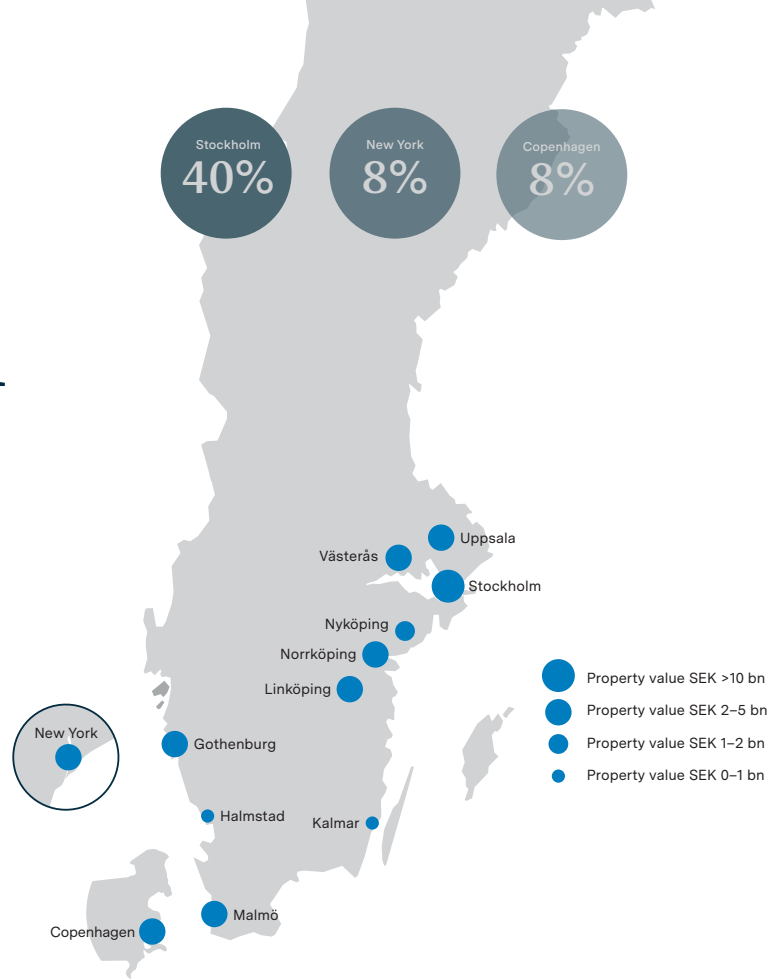 Stockholm
40%
New York
8%
Copenhagen
8%
Uppsala
Västerås
Stockholm
Nyköping
Norrköping
Linköping
Property value SEK >10 bn
Property value SEK 2–5 bn
Property value SEK 1–2 bn
Property value SEK 0–1 bn
New York
Gothenburg
Halmstad
Kalmar
Malmö
Copenhagen